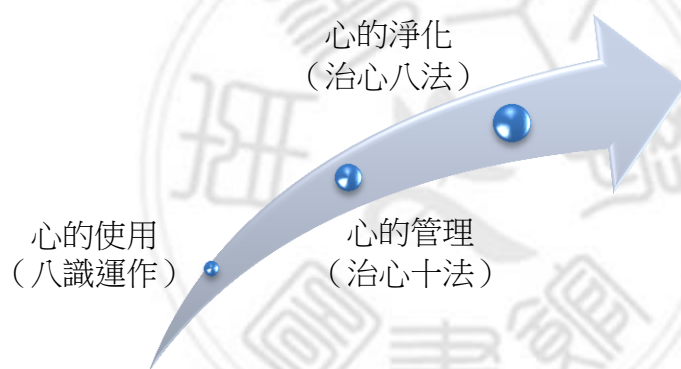 心的淨化
（治心八法）
心的使用
（八識運作）
心的管理
（治心十法）